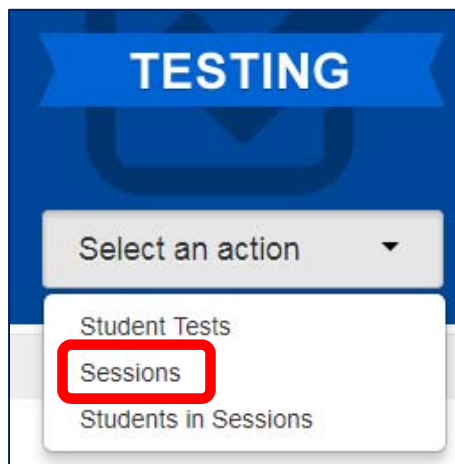 TESTING
Select an action
Student Tests
Sessions
Students in Sessions